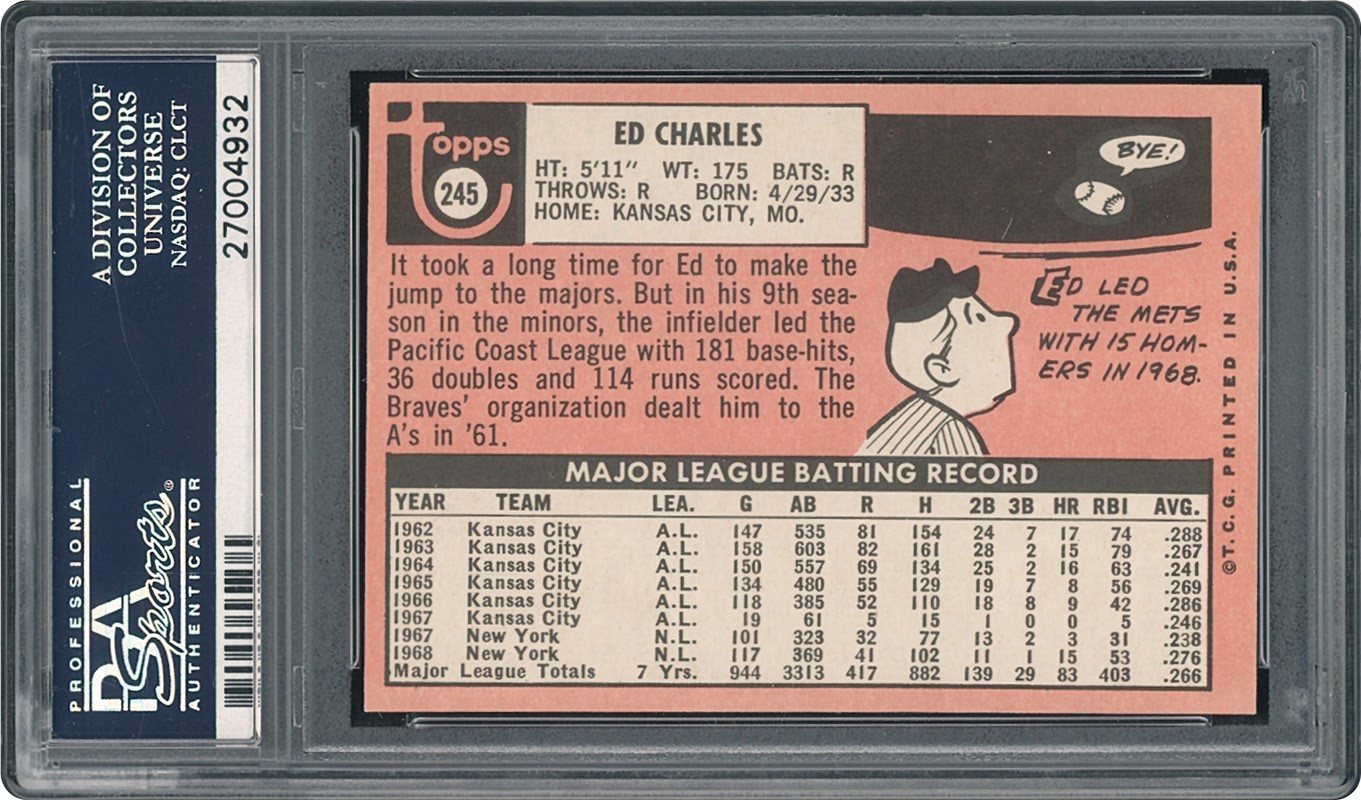 A DIVISION OF
COLLECTORS
UNIVERSE
NASDAQ: CLCT
27004932
PROFESSIONAL
PSA
Sports®
AUTHENTICATOR
topps
245
ED CHARLES
HT: 5'11" WT: 175 BATS: R
THROWS: R BORN: 4/29/33
HOME: KANSAS CITY, MO.
BYE!
It took a long time for Ed to make the
jump to the majors. But in his 9th sea-
son in the minors, the infielder led the
Pacific Coast League with 181 base-hits,
36 doubles and 114 runs scored. The
Braves' organization dealt him to the
A's in '61.
ED LED
THE METS
WITH 15 HOM-
ERS IN 1968.
©T. C. G. PRINTED IN U.S.A.
MAJOR LEAGUE BATTING RECORD
YEAR TEAM LEA. G AB R H 2B 3B HR RBI AVG.
1962 Kansas City A.L. 147 535 81 154 24 7 17 74 .288
1963 Kansas City A.L. 158 603 82 161 28 2 15 79 .267
1964 Kansas City A.L. 150 557 69 134 25 2 16 63 .241
1965 Kansas City A.L. 134 480 55 129 19 7 8 56 .269
1966 Kansas City A.L. 118 385 52 110 18 8 9 42 .286
1967 Kansas City A.L. 19 61 5 15 1 0 0 5 .246
1967 New York N.L. 101 323 32 77 13 2 3 31 .238
1968 New York N.L. 117 369 41 102 11 1 15 53 .276
Major League Totals 7 Yrs. 944 3313 417 882 139 29 83 403 .266